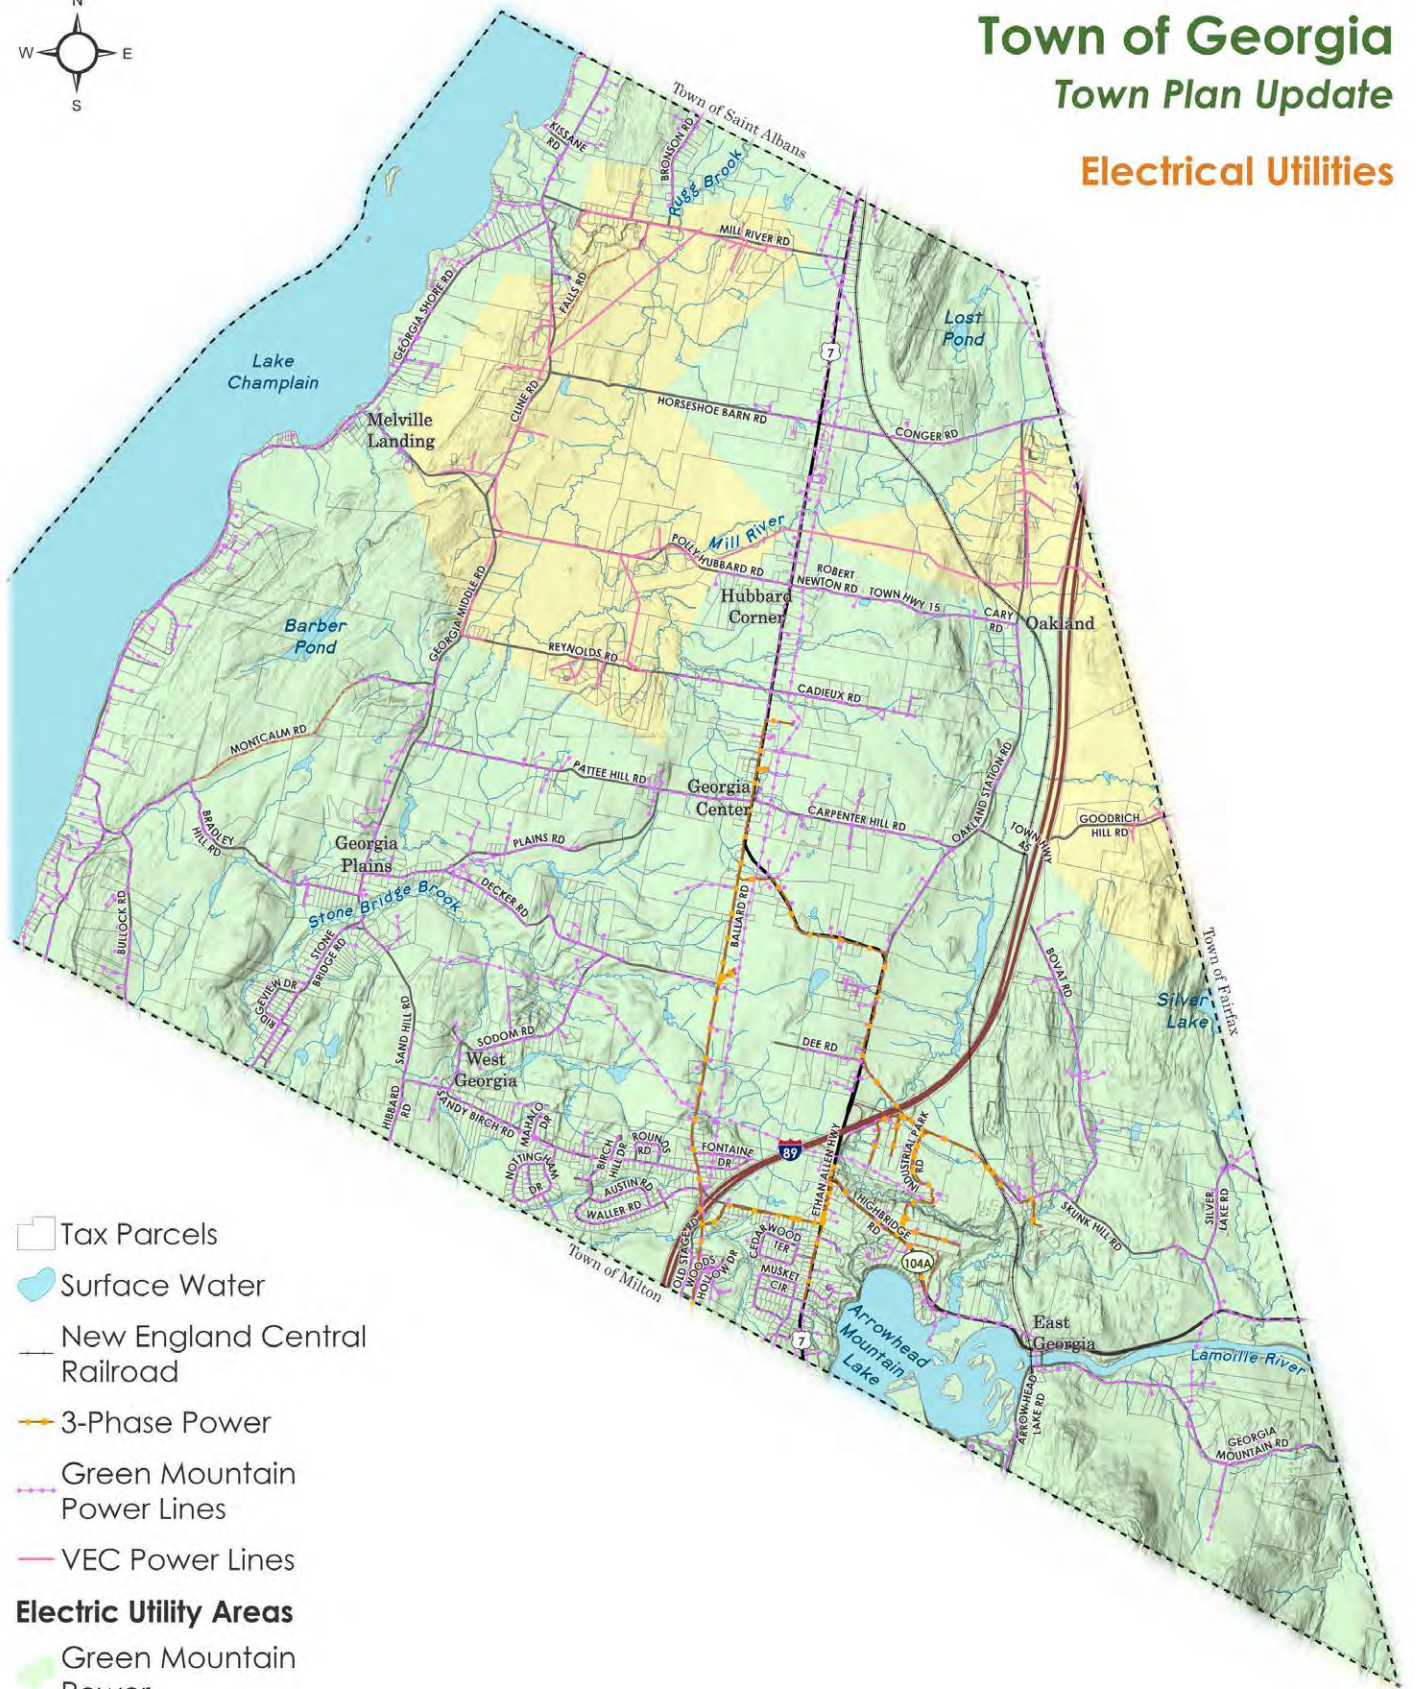 N
W
E
S
Town of Georgia
Town Plan Update
Electrical Utilities
Town of Saint Albans
KISSANE
RD
BRONSON RD
Rugg Brook
MILL RIVER RD
FALLS RD
GEORGIA SHORE RD
7
Lost
Pond
Lake
Champlain
CLINE RD
HORSESHOE BARN RD
CONGER RD
Melville
Landing
Mill River
POLLY HUBBARD RD
ROBERT
NEWTON RD
TOWN HWY 15
CARY
RD
Hubbard
Corner
Oakland
GEORGIA MIDDLE RD
Barber
Pond
REYNOLDS RD
CADIEUX RD
MONTCALM RD
PATTEE HILL RD
OAKLAND STATION RD
Georgia
Center
CARPENTER HILL RD
TOWN HWY
45
GOODRICH
HILL RD
BRADLEY
HILL RD
Georgia
Plains
PLAINS RD
DECKER RD
BULLOCK RD
Stone Bridge Brook
STONE
BRIDGE RD
BALLARD RD
BOVAT RD
Town of Fairfax
RIDGEVIEW DR
Silver
Lake
SAND HILL RD
SODOM RD
West
Georgia
DEE RD
HIBBARD
RD
SANDY BIRCH RD
MAHALO
DR
NOTTINGHAM
DR
BIRCH
HILL DR
ROUNDS
RD
FONTAINE
DR
89
ETHAN ALLEN HWY
INDUSTRIAL PARK
RD
AUSTIN RD
WALLER RD
HIGHBRIDGE
RD
SKUNK HILL RD
SILVER
LAKE RD
OLD STAGE RD
WOODS
HOLLOW DR
CEDAR WOOD
TER
MUSKET
CIR
104A
Town of Milton
7
Arrowhead
Mountain
Lake
East
Georgia
Lamoille River
ARROWHEAD
LAKE RD
GEORGIA
MOUNTAIN RD
Tax Parcels
Surface Water
New England Central
Railroad
3-Phase Power
Green Mountain
Power Lines
VEC Power Lines
Electric Utility Areas
Green Mountain
Power